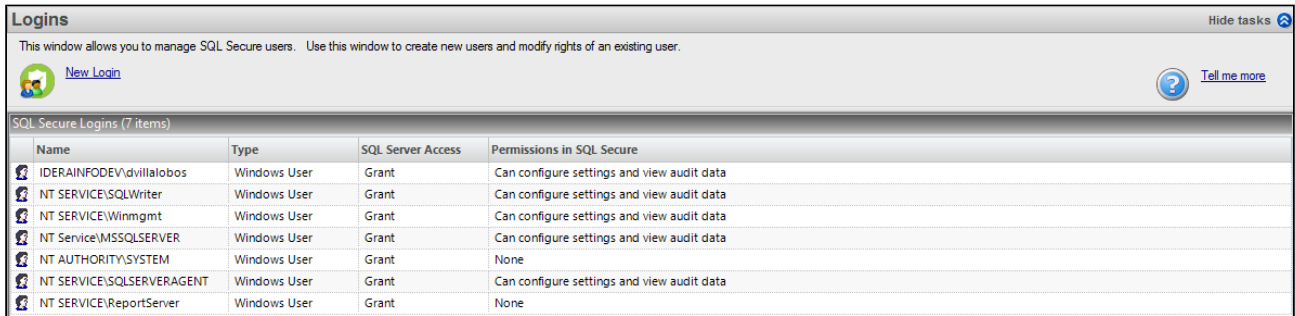 Logins Hide tasks
This window allows you to manage SQL Secure users. Use this window to create new users and modify rights of an existing user.
New Login Tell me more
SQL Secure Logins (7 items)
Name Type SQL Server Access Permissions in SQL Secure
IDERAINFODEV\dvillalobos Windows User Grant Can configure settings and view audit data
NT SERVICE\SQLWriter Windows User Grant Can configure settings and view audit data
NT SERVICE\Winmgmt Windows User Grant Can configure settings and view audit data
NT Service\MSSQLSERVER Windows User Grant Can configure settings and view audit data
NT AUTHORITY\SYSTEM Windows User Grant None
NT SERVICE\SQLSERVERAGENT Windows User Grant Can configure settings and view audit data
NT SERVICE\ReportServer Windows User Grant None